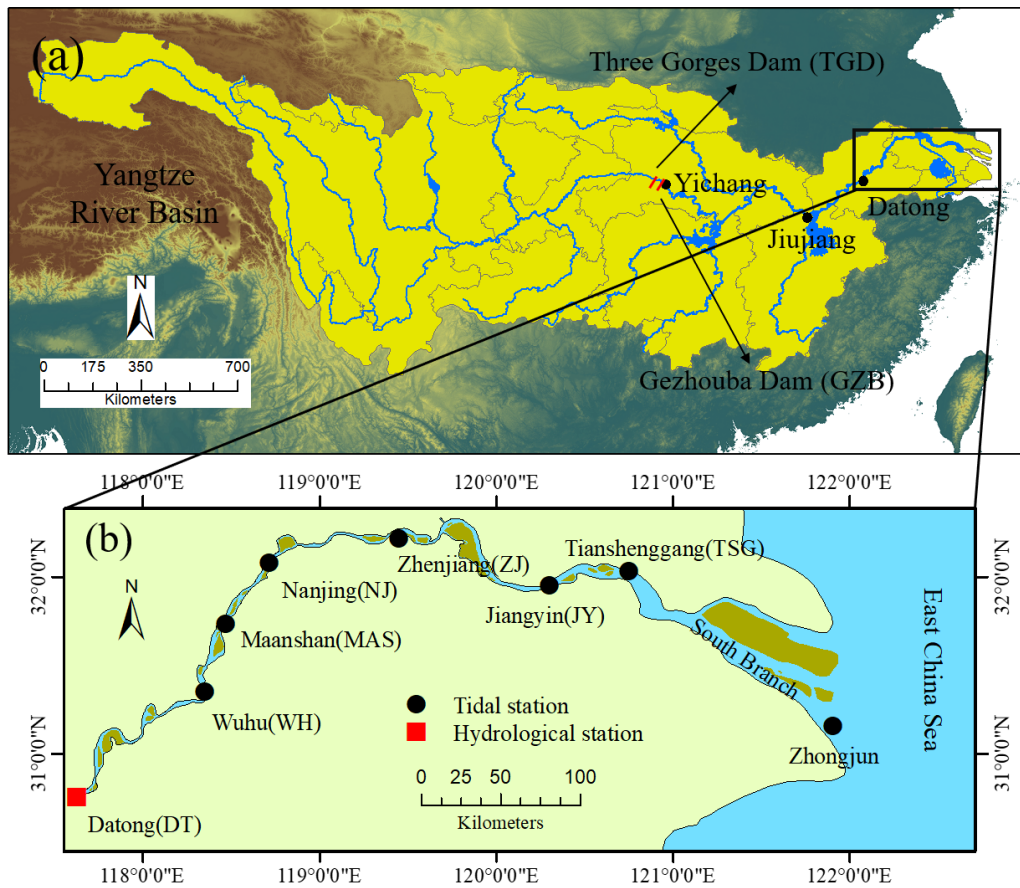 (a)
Three Gorges Dam (TGD)
Yangtze
River Basin
Yichang
Datong
Jiujiang
Gezhouba Dam (GZB)
N
0 175 350 700
Kilometers
118°0'0"E 119°0'0"E 120°0'0"E 121°0'0"E 122°0'0"E
(b)
N
32°0'0"N
31°0'0"N
Zhenjiang(ZJ)
Tianshenggang(TSG)
Nanjing(NJ)
Jiangyin(JY)
Maanshan(MAS)
South Branch
East China Sea
Wuhu(WH)
Tidal station
Hydrological station
Zhongjun
0 25 50 100
Kilometers
Datong(DT)
32°0'0"N
31°0'0"N
118°0'0"E 119°0'0"E 120°0'0"E 121°0'0"E 122°0'0"E